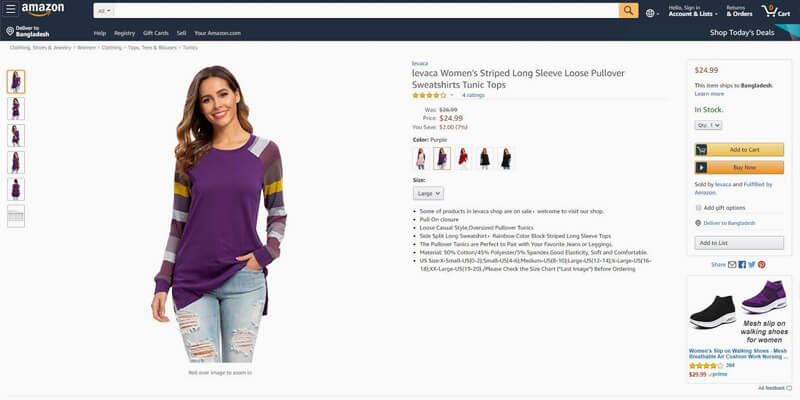 amazon
All
Hello, Sign in
Account & Lists
Returns
& Orders
0
Cart
Deliver to
Bangladesh
Help Registry Gift Cards Sell Your Amazon.com
Shop Today's Deals
Clothing, Shoes & Jewelry › Women › Clothing › Tops, Tees & Blouses › Tunics
Roll over image to zoom in
levaca
levaca Women's Striped Long Sleeve Loose Pullover
Sweatshirts Tunic Tops
4 ratings
Was: $26.99
Price: $24.99
You Save: $2.00 (7%)
Color: Purple
Size:
Large
• Some of products in levaca shop are on sale, welcome to visit our shop.
• Pull On closure
• Loose Casual Style,Oversized Pullover Tunics
• Side Split Long Sweatshirt, Rainbow Color Block Striped Long Sleeve Tops
• The Pullover Tunics are Perfect to Pair with Your Favorite Jeans or Leggings.
• Material: 50% Cotton/45% Polyester/5% Spandex.Good Elasticity, Soft and Comfortable.
• US Size:X-Small-US(0-2);Small-US(4-6);Medium-US(8-10);Large-US(12-14);X-Large-US(16-
18);XX-Large-US(19-20),/Please Check the Size Chart ("Last Image") Before Ordering
$24.99
This item ships to Bangladesh.
Learn more
In Stock.
Qty: 1
Add to Cart
Buy Now
Sold by levaca and Fulfilled by
Amazon.
Add gift options
Deliver to Bangladesh
Add to List
Share
Mesh slip on
walking shoes
for women
Women's Slip on Walking Shoes - Mesh
Breathable Air Cushion Work Nursing ...
384
$29.99 prime
Ad feedback